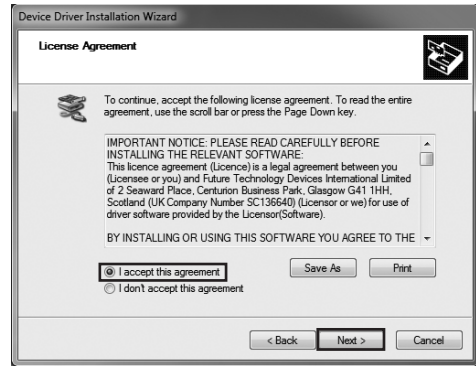 Device Driver Installation Wizard
License Agreement
To continue, accept the following license agreement. To read the entire
agreement, use the scroll bar or press the Page Down key.
IMPORTANT NOTICE: PLEASE READ CAREFULLY BEFORE
INSTALLING THE RELEVANT SOFTWARE:
This licence agreement (Licence) is a legal agreement between you
(Licensee or you) and Future Technology Devices International Limited
of 2 Seaward Place, Centurion Business Park, Glasgow G41 1HH,
Scotland (UK Company Number SC136640) (Licensor or we) for use of
driver software provided by the Licensor(Software).
BY INSTALLING OR USING THIS SOFTWARE YOU AGREE TO THE
I accept this agreement
Save As
Print
I don't accept this agreement
< Back
Next >
Cancel